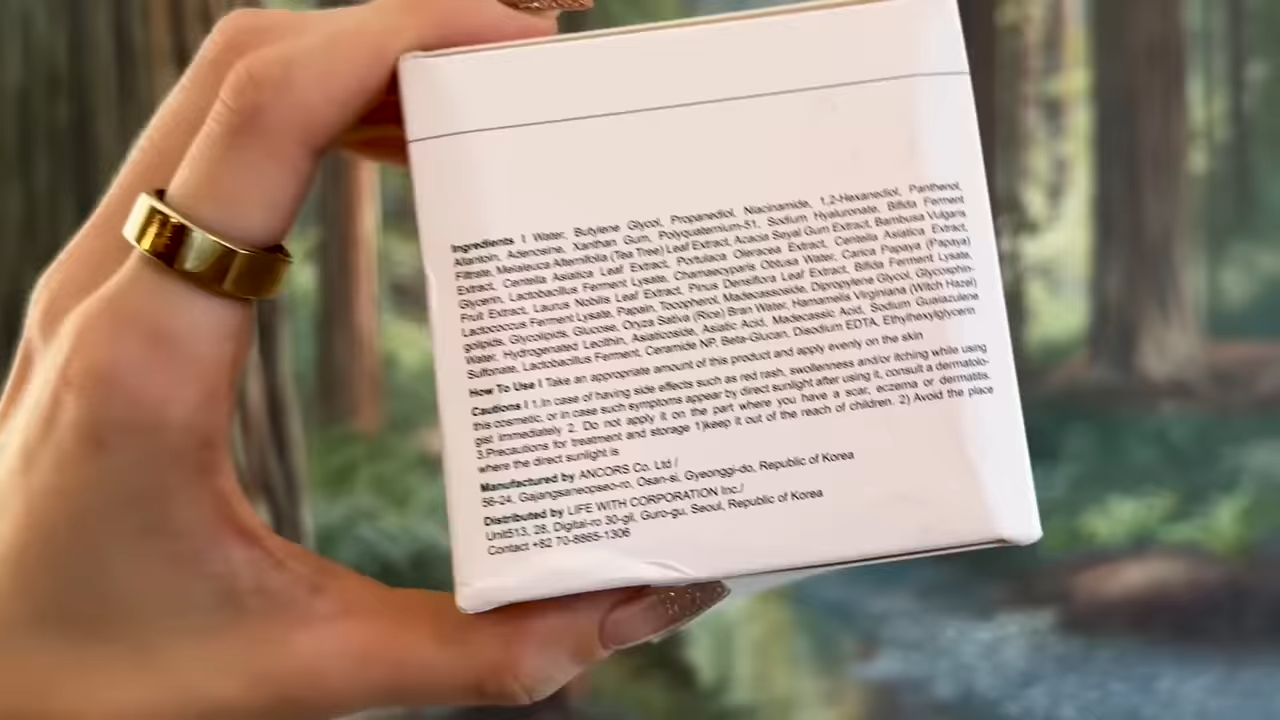 Ingredients I Water, Butylene Glycol, Propanediol, Niacinamide, 1,2-Hexanediol, Panthenol,
Allantoin, Adenosine, Xanthan Gum, Polyquaternium-51, Sodium Hyaluronate, Bifida Ferment
Filtrate, Melaleuca Alternifolia (Tea Tree) Leaf Extract, Acacia Seyal Gum Extract, Bambusa Vulgaris
Extract, Centella Asiatica Leaf Extract, Portulaca Oleracea Extract, Centella Asiatica Extract,
Glycerin, Lactobacillus Ferment Lysate, Chamaecyparis Obtusa Water, Carica Papaya (Papaya)
Fruit Extract, Laurus Nobilis Leaf Extract, Pinus Densiflora Leaf Extract, Bifida Ferment Lysate,
Lactococcus Ferment Lysate, Papain, Tocopherol, Madecassoside, Dipropylene Glycol, Glycosphin-
golipids, Glycolipids, Glucose, Oryza Sativa (Rice) Bran Water, Hamamelis Virginiana (Witch Hazel)
Water, Hydrogenated Lecithin, Asiaticoside, Asiatic Acid, Madecassic Acid, Sodium Guaiazulene
Sulfonate, Lactobacillus Ferment, Ceramide NP, Beta-Glucan, Disodium EDTA, Ethylhexylglycerin
How To Use I Take an appropriate amount of this product and apply evenly on the skin
Cautions I 1.In case of having side effects such as red rash, swollenness and/or itching while using
this cosmetic, or in case such symptoms appear by direct sunlight after using it, consult a dermatolo-
gist immediately 2. Do not apply it on the part where you have a scar, eczema or dermatitis.
3.Precautions for treatment and storage 1)keep it out of the reach of children. 2) Avoid the place
where the direct sunlight is
Manufactured by ANCORS Co. Ltd /
56-24, Gajangsaneopseo-ro, Osan-si, Gyeonggi-do, Republic of Korea
Distributed by LIFE WITH CORPORATION Inc./
Unit513, 28, Digital-ro 30-gil, Guro-gu, Seoul, Republic of Korea
Contact +82 70-8865-1306